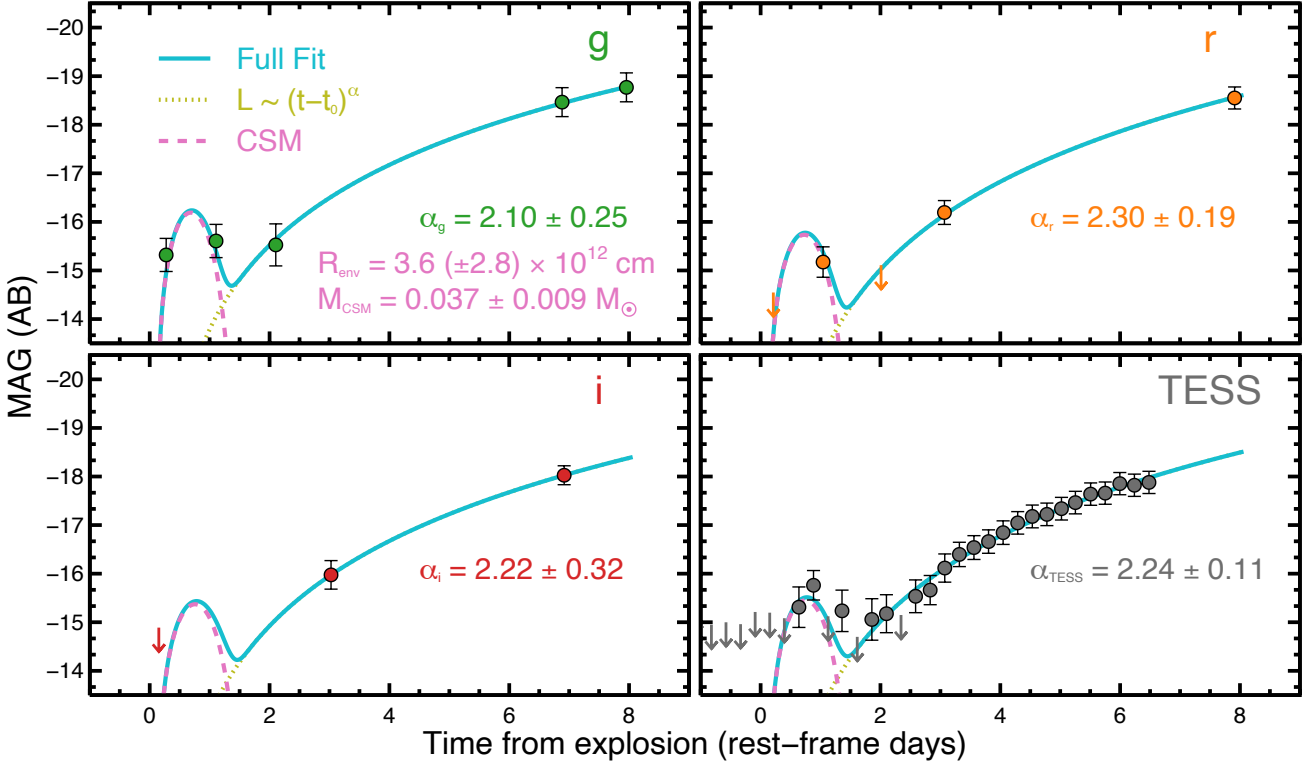 g
Full Fit
L ~ (t−t₀)^α
CSM
α_g = 2.10 ± 0.25
R_env = 3.6 (±2.8) × 10¹² cm
M_CSM = 0.037 ± 0.009 M_⊙
−20
−19
−18
−17
−16
−15
−14
r
α_r = 2.30 ± 0.19
i
α_i = 2.22 ± 0.32
−20
−19
−18
−17
−16
−15
−14
0 2 4 6 8
TESS
α_TESS = 2.24 ± 0.11
0 2 4 6 8
MAG (AB)
Time from explosion (rest−frame days)